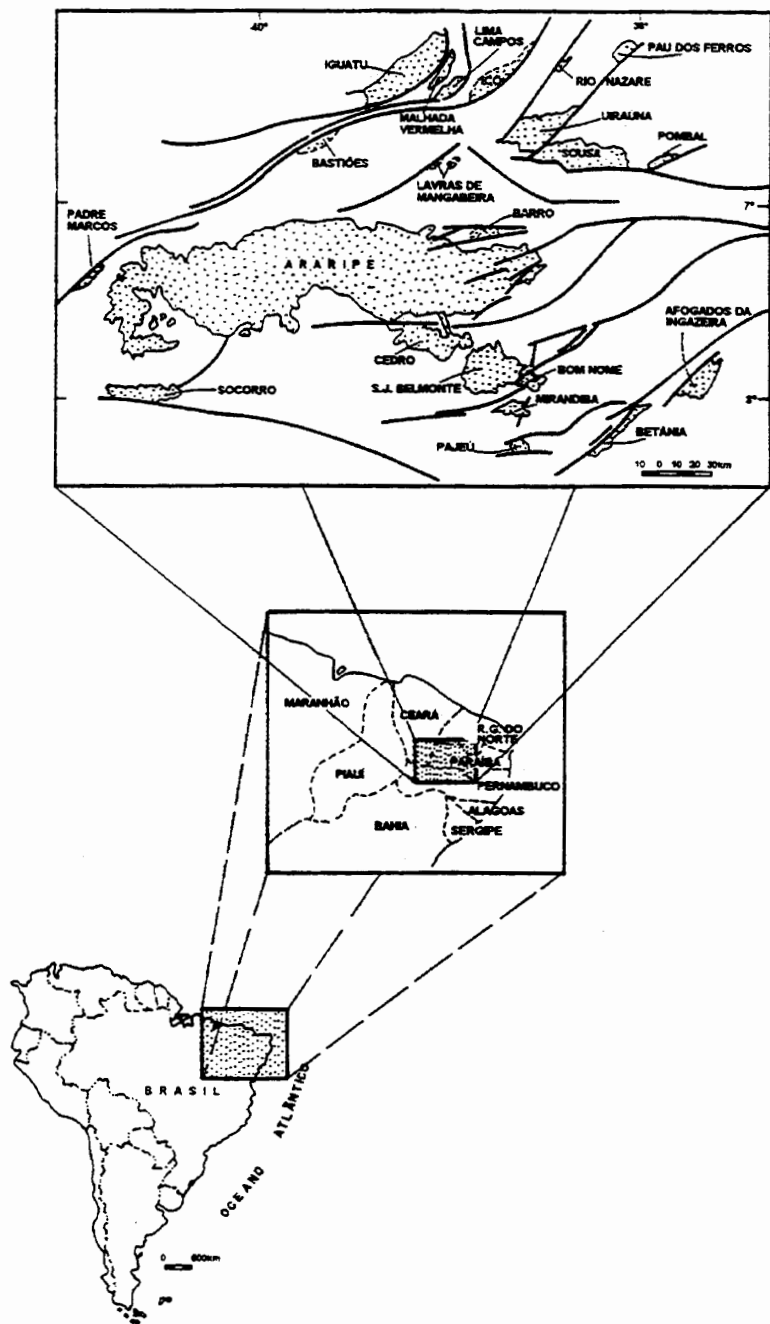 40°
38°
LIMA
CAMPOS
PAU DOS FERROS
IGUATU
ICÓ
RIO NAZARE
MALHADA
VERMELHA
UIRAUNA
POMBAL
SOUSA
BASTIÕES
LAVRAS DE
MANGABEIRA
7°
PADRE
MARCOS
BARRO
ARARIPE
AFOGADOS DA
INGAZEIRA
CEDRO
BOM NOME
SOCORRO
S.J. BELMONTE
MIRANDIBA
8°
PAJEÚ
BETÂNIA
10 0 10 20 30km
MARANHÃO
CEARÁ
R.G. DO
NORTE
PARAÍBA
PIAUÍ
PERNAMBUCO
ALAGOAS
BAHIA
SERGIPE
BRASIL
OCEANO ATLÂNTICO
0 600km